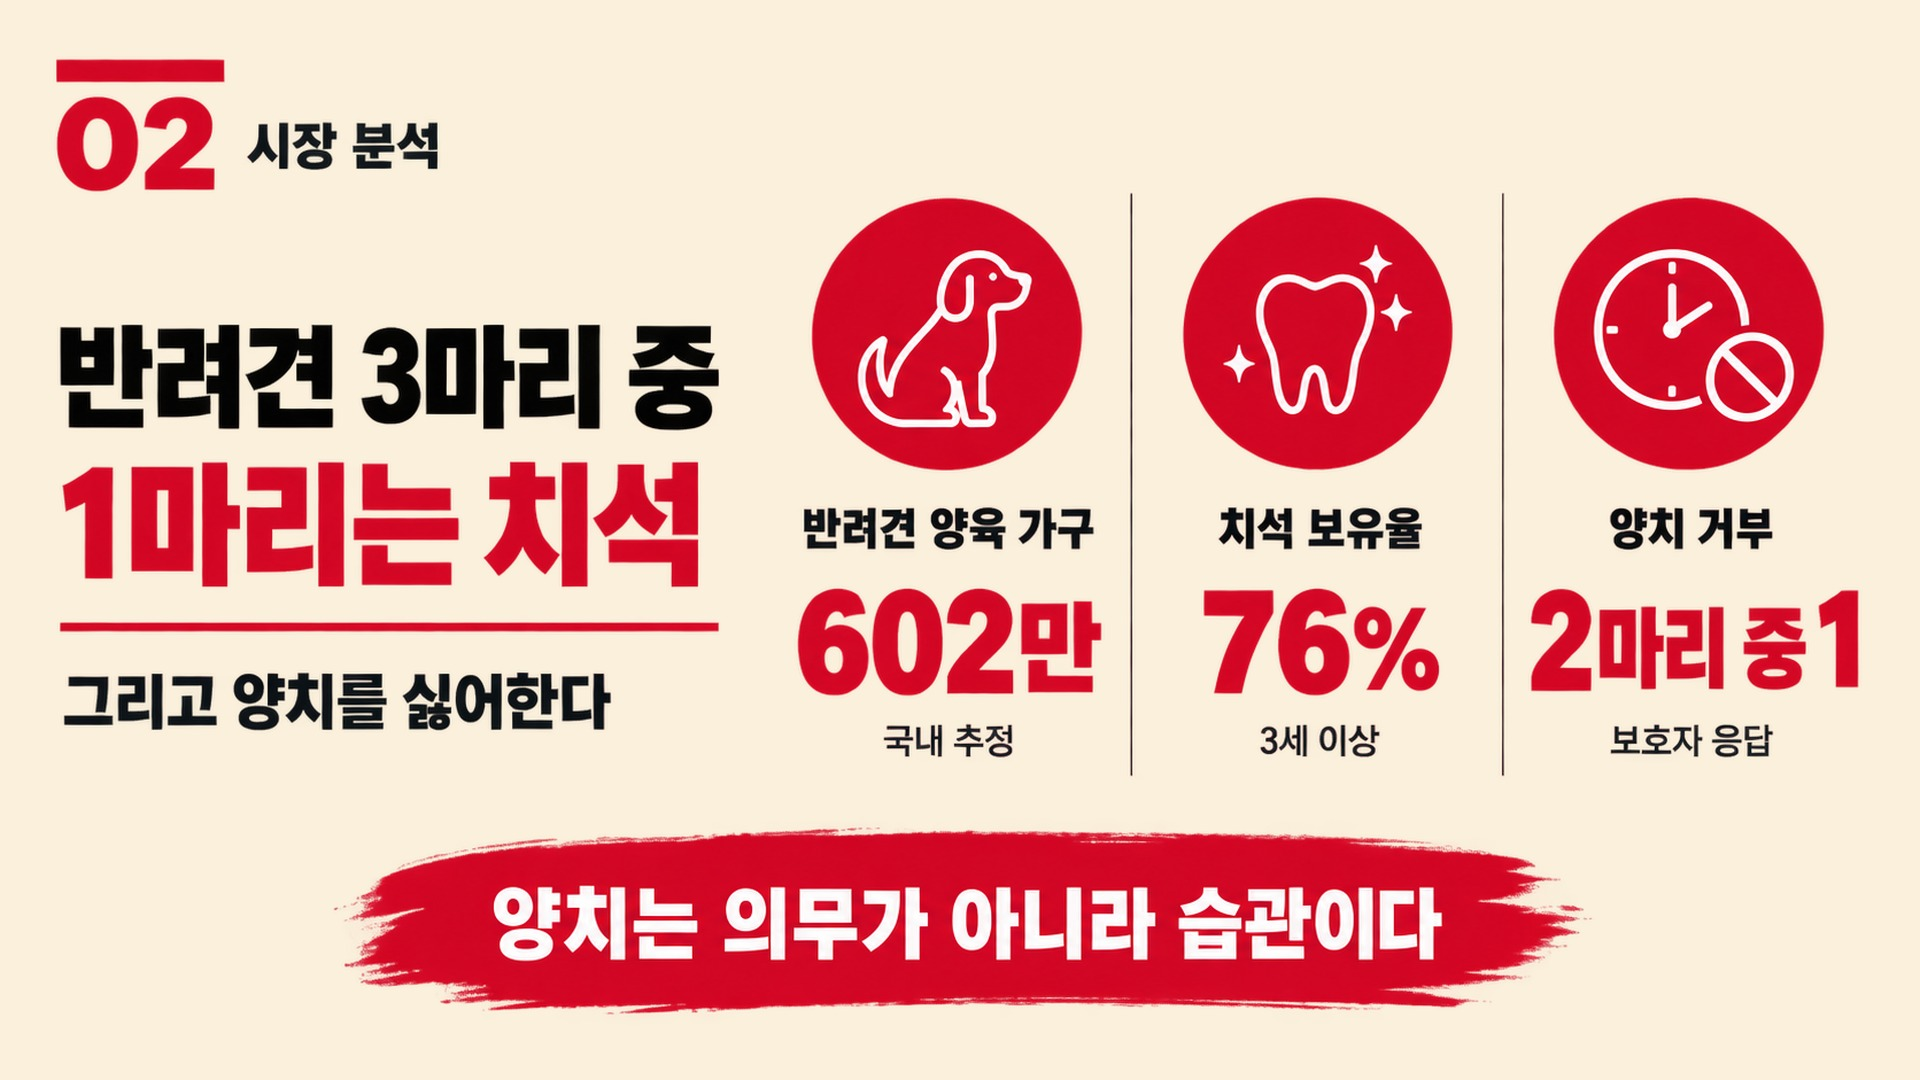 02 시장 분석
반려견 3마리 중
1마리는 치석
그리고 양치를 싫어한다
반려견 양육 가구
602만
국내 추정
치석 보유율
76%
3세 이상
양치 거부
2마리 중 1
보호자 응답
양치는 의무가 아니라 습관이다